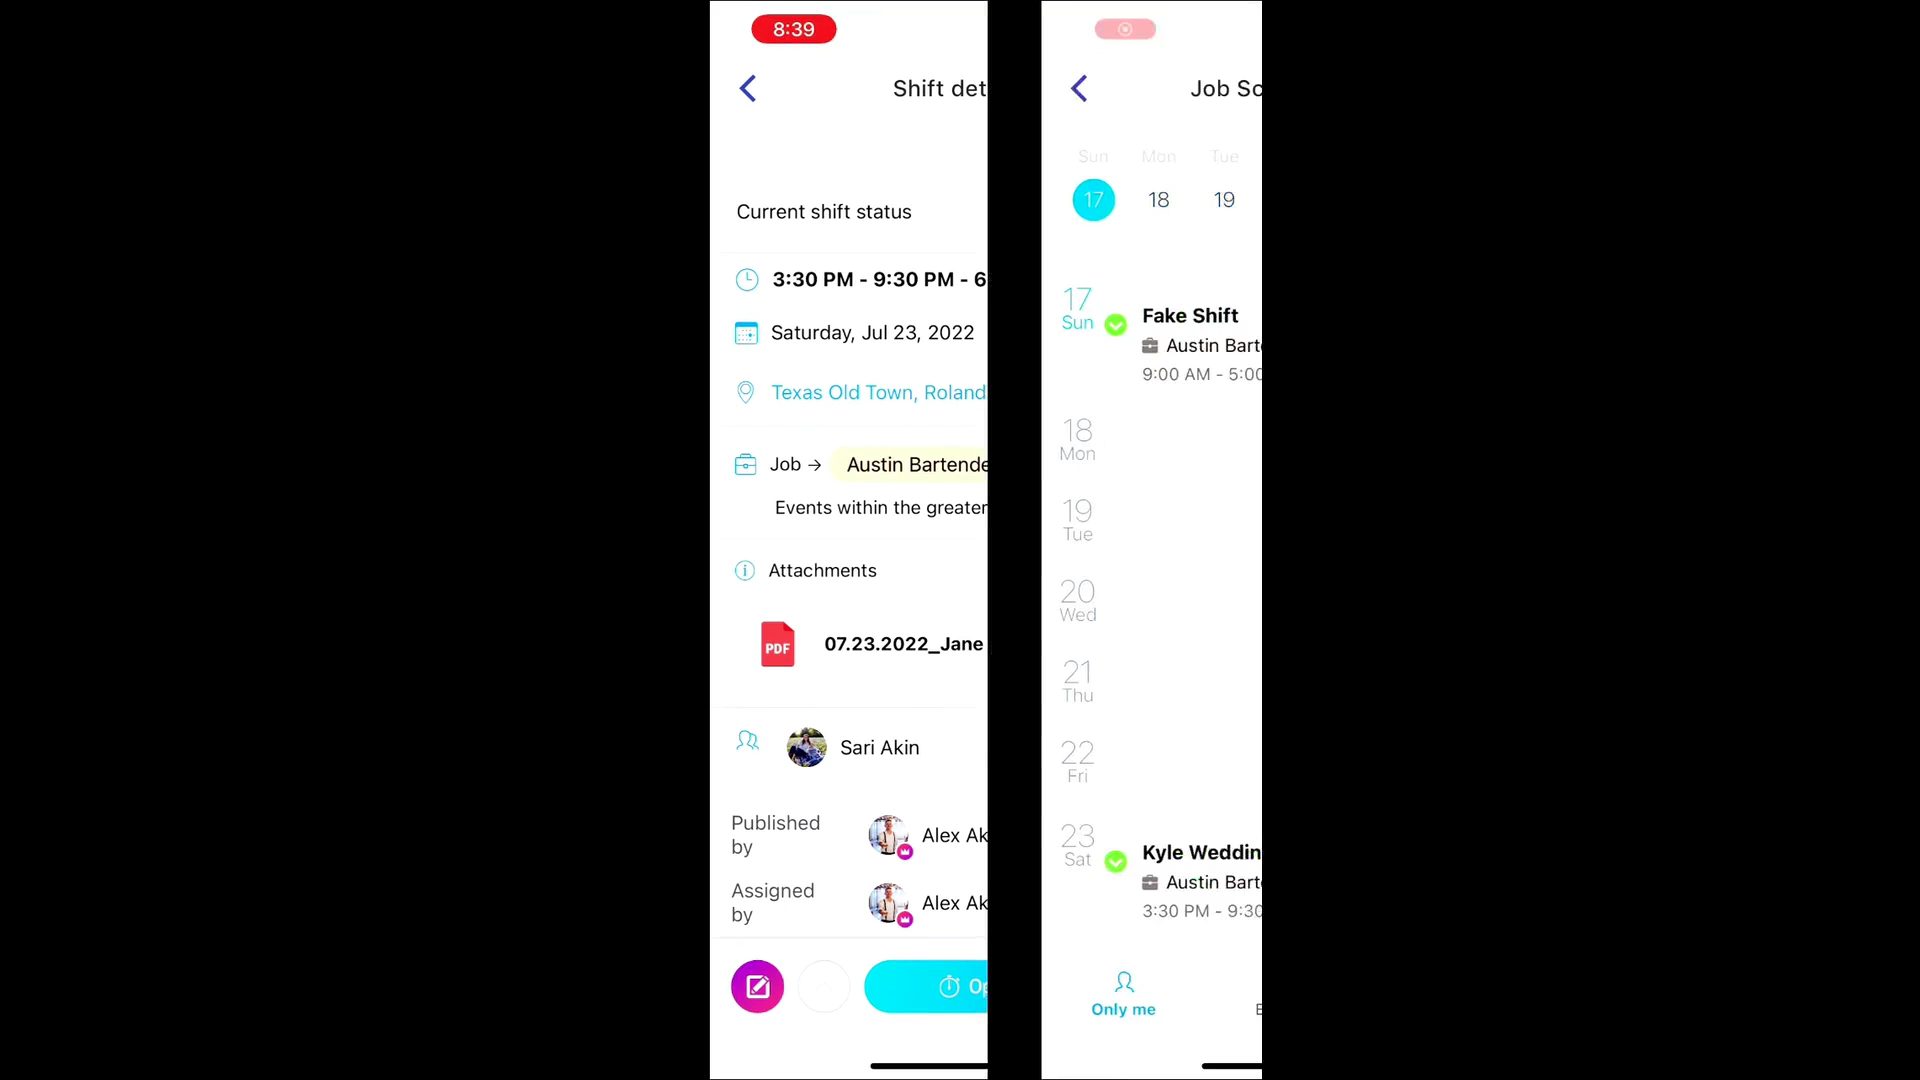 8:39
Shift det
Current shift status
3:30 PM - 9:30 PM - 6
Saturday, Jul 23, 2022
Texas Old Town, Roland
Job →
Austin Bartende
Events within the greater
Attachments
PDF
07.23.2022_Jane
Sari Akin
Published
by
Alex Ak
Assigned
by
Alex Ak
Op
Job Sc
Sun Mon Tue
17 18 19
17
Sun
Fake Shift
Austin Barte
9:00 AM - 5:00
18
Mon
19
Tue
20
Wed
21
Thu
22
Fri
23
Sat
Kyle Weddin
Austin Barte
3:30 PM - 9:30
Only me
E